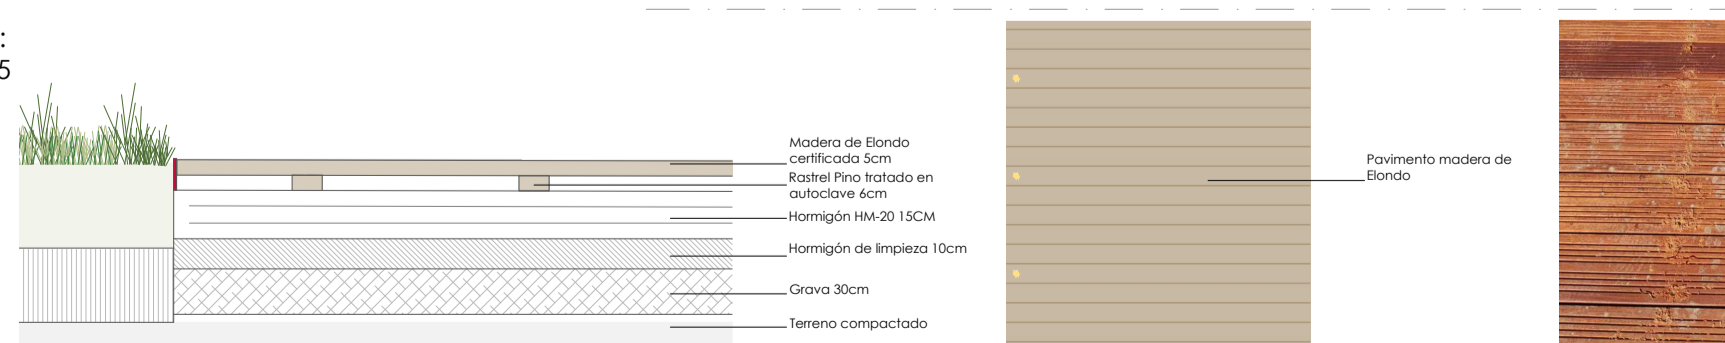 :
5
Madera de Elondo
certificada 5cm
Rastrel Pino tratado en
autoclave 6cm
Hormigón HM-20 15CM
Hormigón de limpieza 10cm
Grava 30cm
Terreno compactado
Pavimento madera de
Elondo